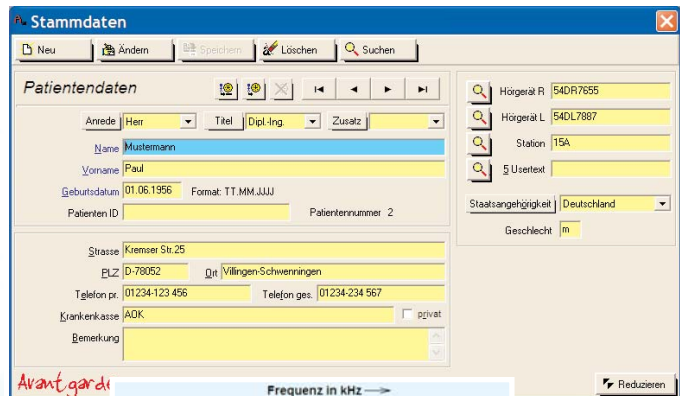 Stammdaten
Neu Ändern Speichern Löschen Suchen
Patientendaten
Anrede Herr Titel Dipl.-Ing. Zusatz
Name Mustermann
Vorname Paul
Geburtsdatum 01.06.1956 Format: TT.MM.JJJJ
Patienten ID Patientennummer 2
Strasse Kremser Str.25
PLZ D-78052 Ort Villingen-Schwenningen
Telefon pr. 01234-123 456 Telefon ges. 01234-234 567
Krankenkasse AOK privat
Bemerkung
Hörgerät R 54DR7655
Hörgerät L 54DL7887
Station 15A
5 Usertext
Staatsangehörigkeit Deutschland
Geschlecht m
Reduzieren
Avantgarde
Frequenz in kHz